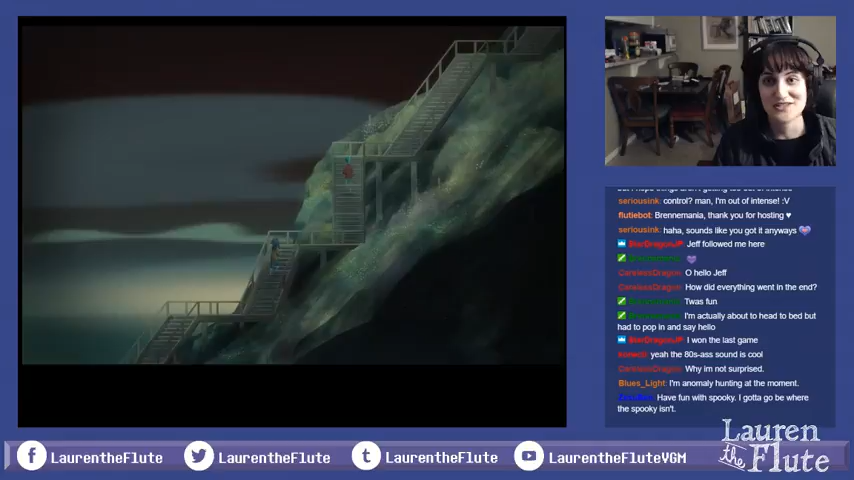 seriousink: control? man, I'm out of intense! :V
flutiebot: Brennemania, thank you for hosting ♥
seriousink: haha, sounds like you got it anyways
StarDragonJP: Jeff followed me here
CarelessDragon: O hello Jeff
CarelessDragon: How did everything went in the end?
Twas fun
I'm actually about to head to bed but
had to pop in and say hello
StarDragonJP: I won the last game
yeah the 80s-ass sound is cool
CarelessDragon: Why im not surprised.
Blues_Light: I'm anomaly hunting at the moment.
Have fun with spooky. I gotta go be where
the spooky isn't.
Lauren
the Flute
LaurentheFlute
LaurentheFlute
LaurentheFlute
LaurentheFluteVGM